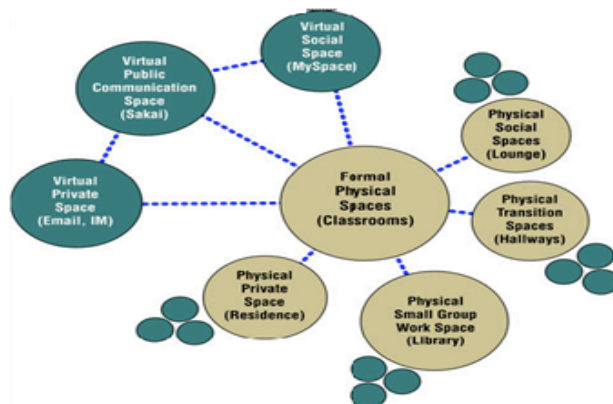 Virtual
Social
Space
(MySpace)
Virtual
Public
Communication
Space
(Sakai)
Virtual
Private
Space
(Email, IM)
Formal
Physical
Spaces
(Classrooms)
Physical
Social
Spaces
(Lounge)
Physical
Transition
Spaces
(Hallways)
Physical
Private
Space
(Residence)
Physical
Small Group
Work Space
(Library)